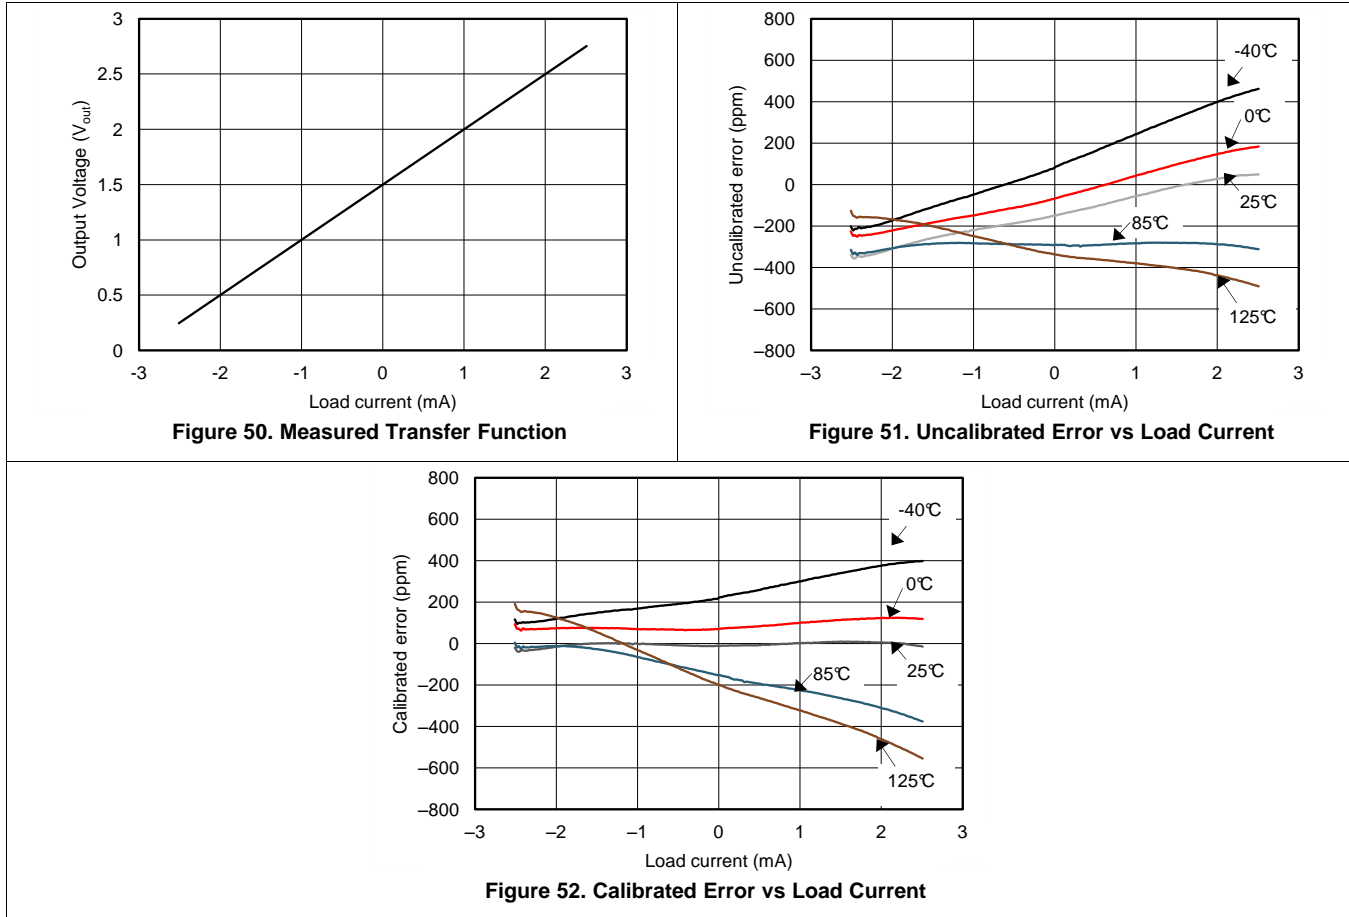 3
2.5
2
1.5
1
0.5
0
-3
-2
-1
0
1
2
3
Output Voltage (Vout)
Load current (mA)
Figure 50. Measured Transfer Function
800
600
400
200
0
–200
–400
–600
–800
–3
–2
–1
0
1
2
3
Uncalibrated error (ppm)
-40°C
0°C
25°C
85°C
125°C
Load current (mA)
Figure 51. Uncalibrated Error vs Load Current
800
600
400
200
0
–200
–400
–600
–800
–3
–2
–1
0
1
2
3
Calibrated error (ppm)
-40°C
0°C
25°C
85°C
125°C
Load current (mA)
Figure 52. Calibrated Error vs Load Current